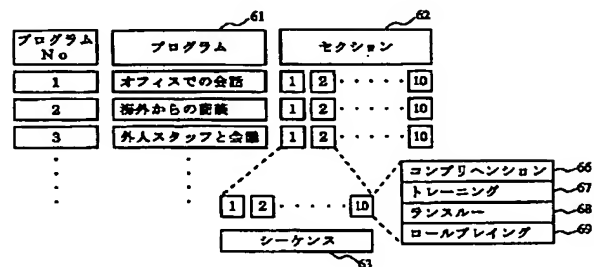 61
62
プログラム No プログラム セクション
1 オフィスでの会話 1 2 ・・・・・ 10
2 海外からの 1 2 ・・・・・ 10
3 外人スタッフと会議 1 2 ・・・・・ 10
コンプリヘンション 66
トレーニング 67
1 2 ・・・・ 10
ランスルー 68
シーケンス ロールプレイング 69
63